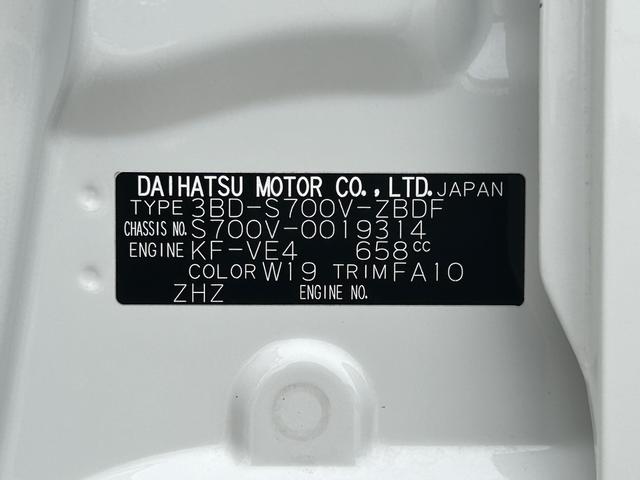 DAIHATSU MOTOR CO.,LTD. JAPAN
TYPE 3BD-S700V-ZBDF
CHASSIS NO. S700V-0019314
ENGINE KF-VE4 658cc
COLOR W19 TRIM FA10
ZHZ ENGINE NO.